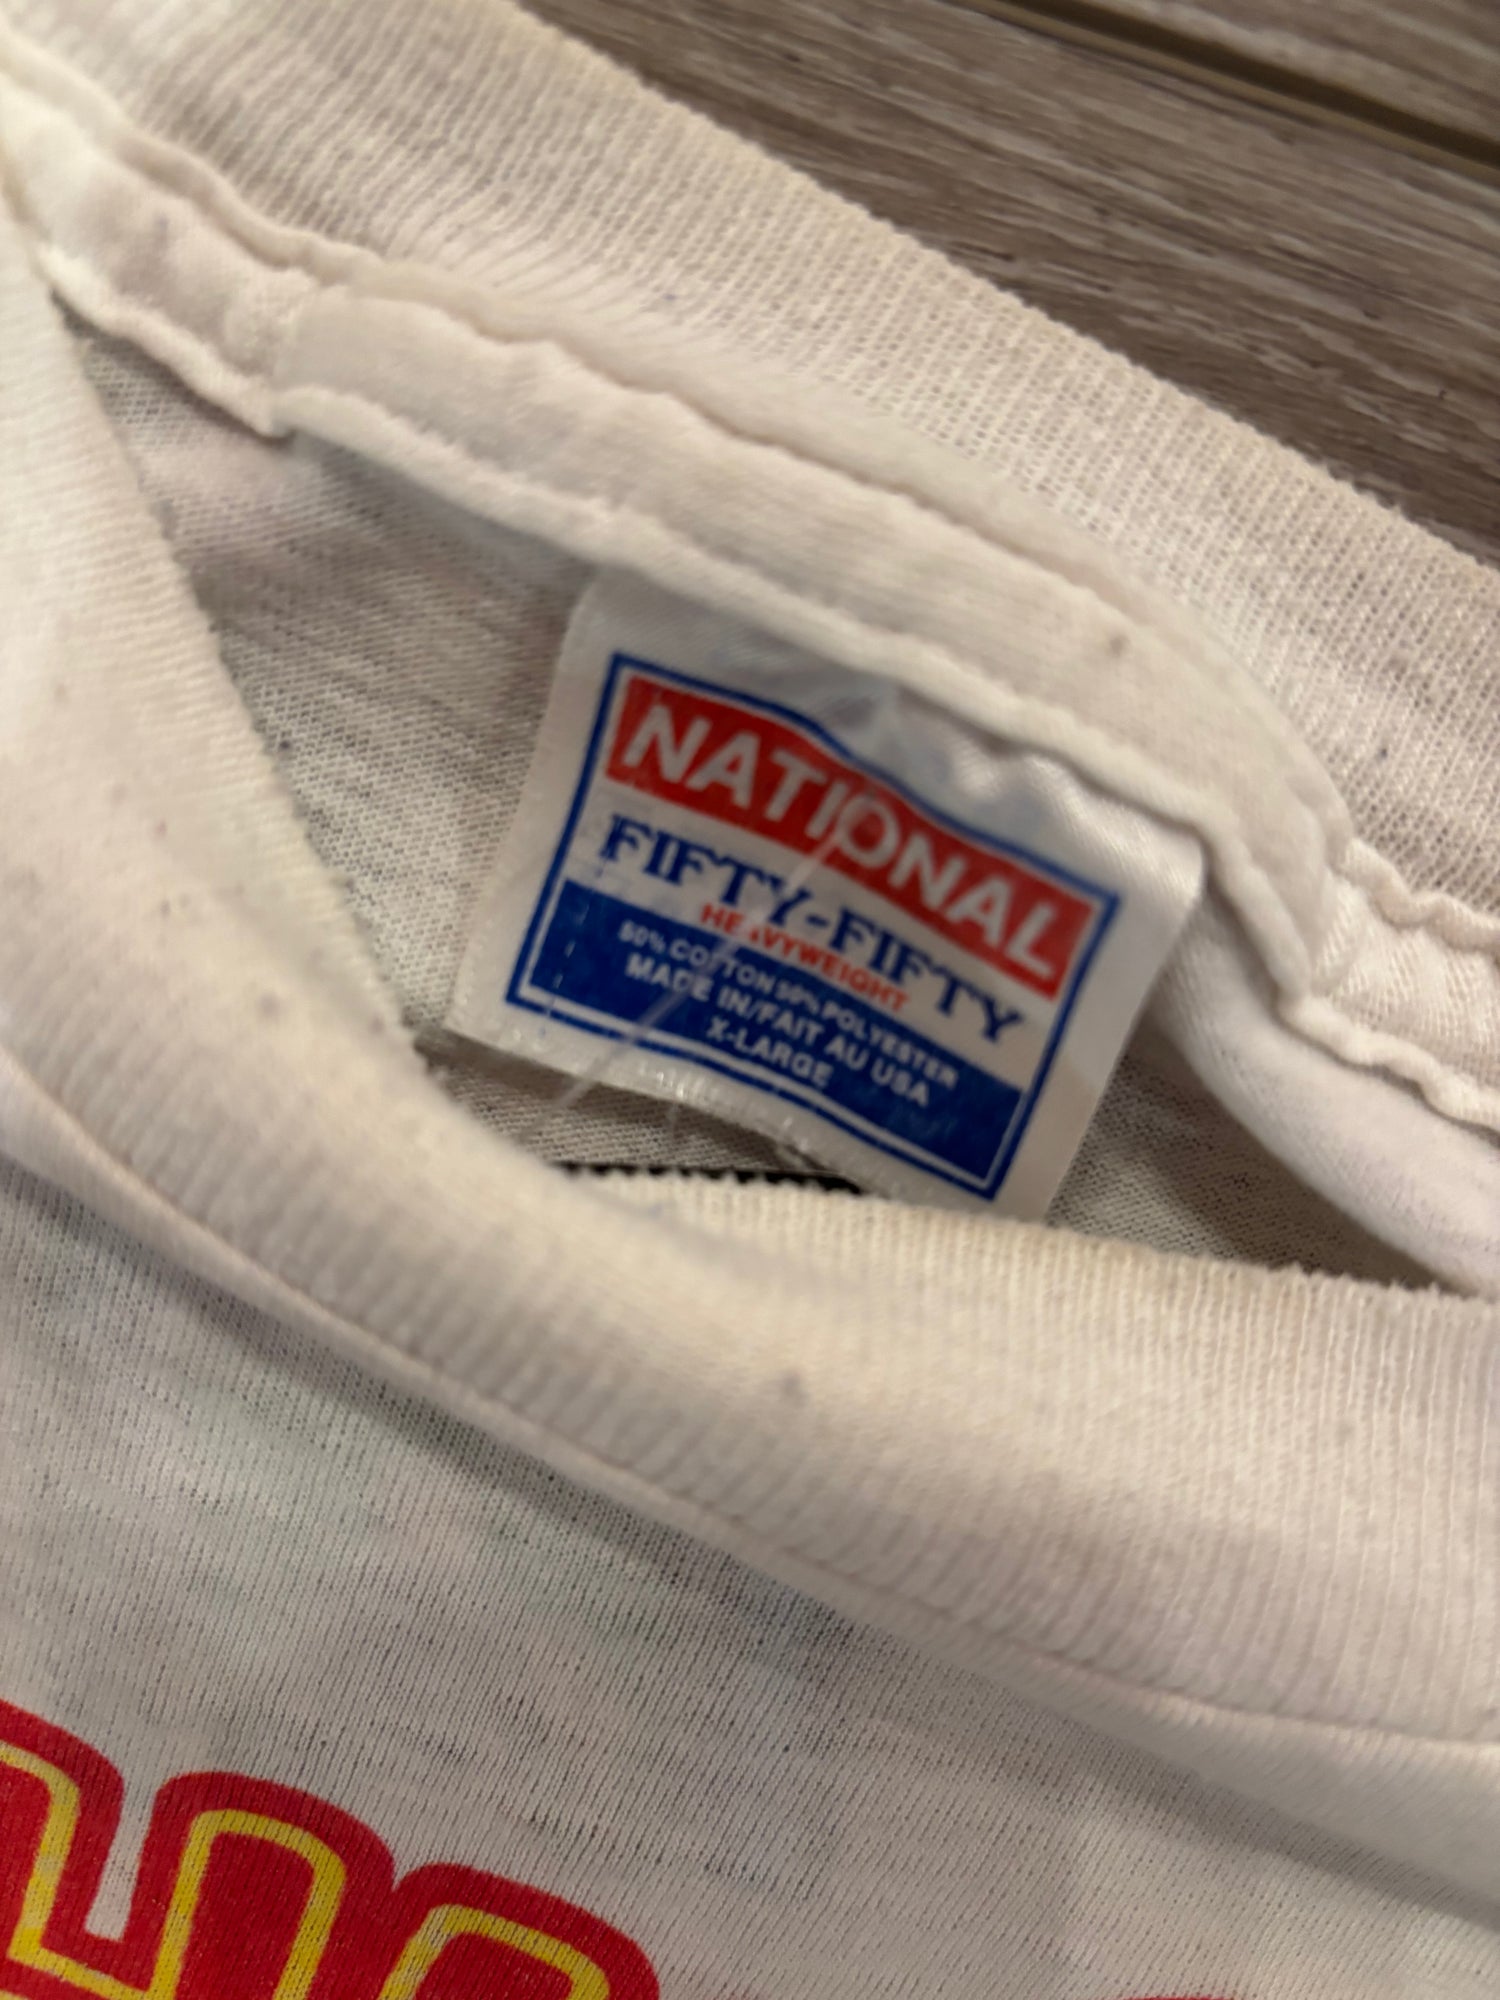 NATIONAL
FIFTY-FIFTY
HEAVYWEIGHT
50% COTTON 50% POLYESTER
MADE IN/FAIT AU USA
X-LARGE